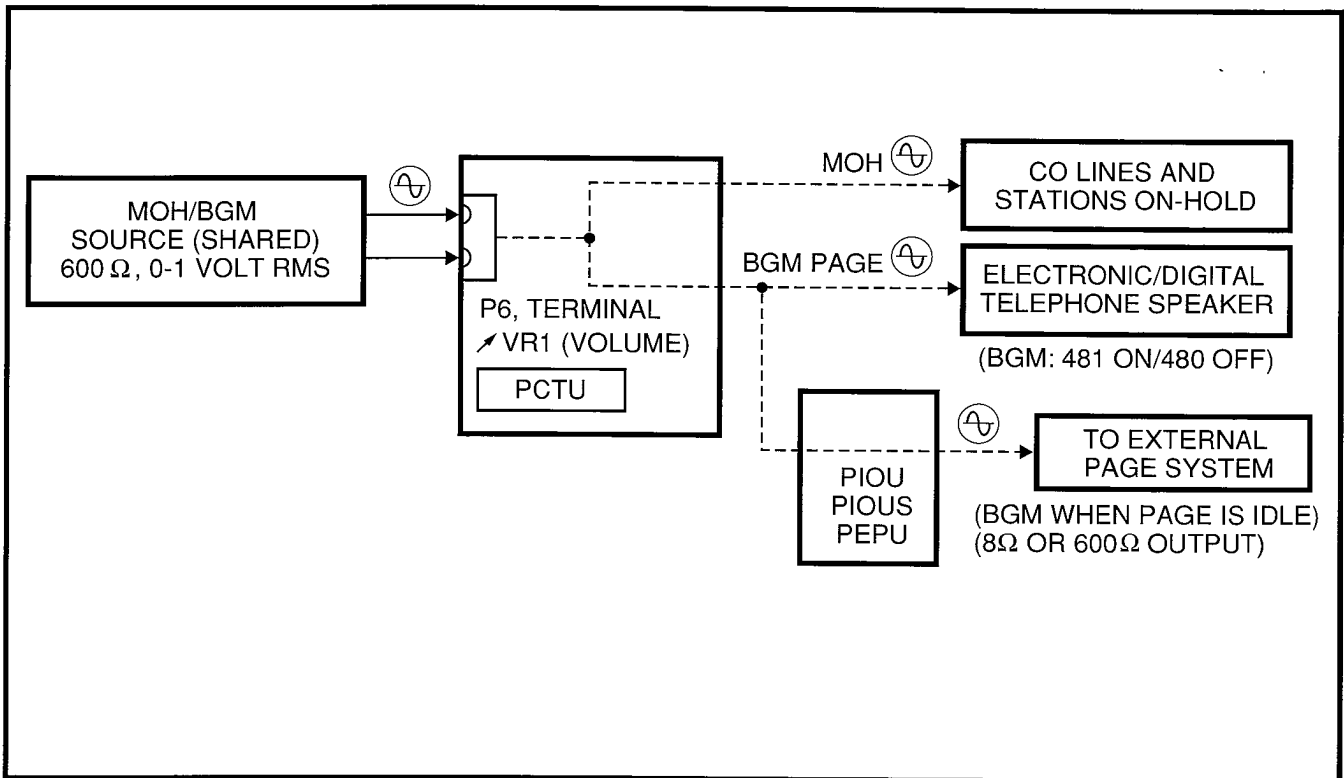 MOH/BGM
SOURCE (SHARED)
600 Ω, 0-1 VOLT RMS
P6, TERMINAL
VR1 (VOLUME)
PCTU
MOH
CO LINES AND
STATIONS ON-HOLD
BGM PAGE
ELECTRONIC/DIGITAL
TELEPHONE SPEAKER
(BGM: 481 ON/480 OFF)
PIOU
PIOUS
PEPU
TO EXTERNAL
PAGE SYSTEM
(BGM WHEN PAGE IS IDLE)
(8Ω OR 600Ω OUTPUT)